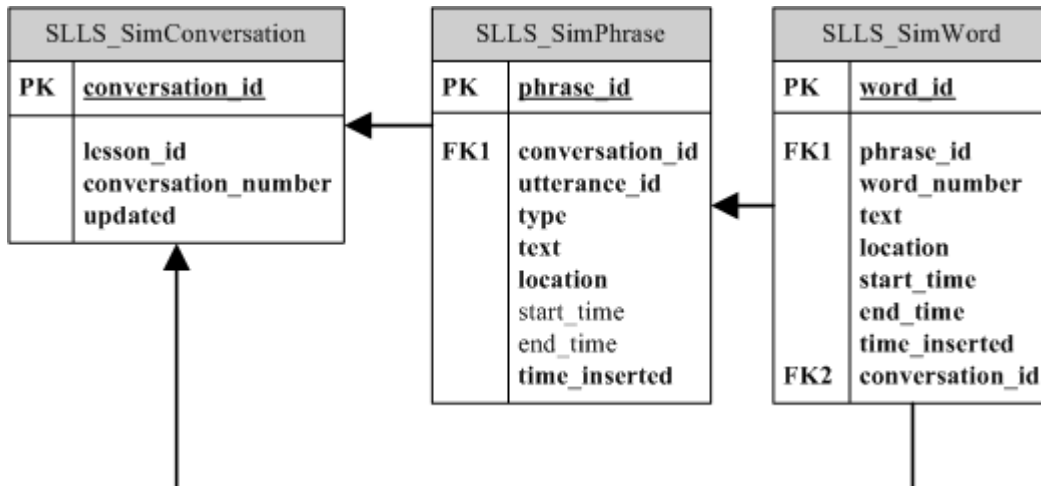 SLLS_SimConversation
PK conversation_id
lesson_id
conversation_number
updated
SLLS_SimPhrase
PK phrase_id
FK1 conversation_id
utterance_id
type
text
location
start_time
end_time
time_inserted
SLLS_SimWord
PK word_id
FK1 phrase_id
word_number
text
location
start_time
end_time
time_inserted
FK2 conversation_id